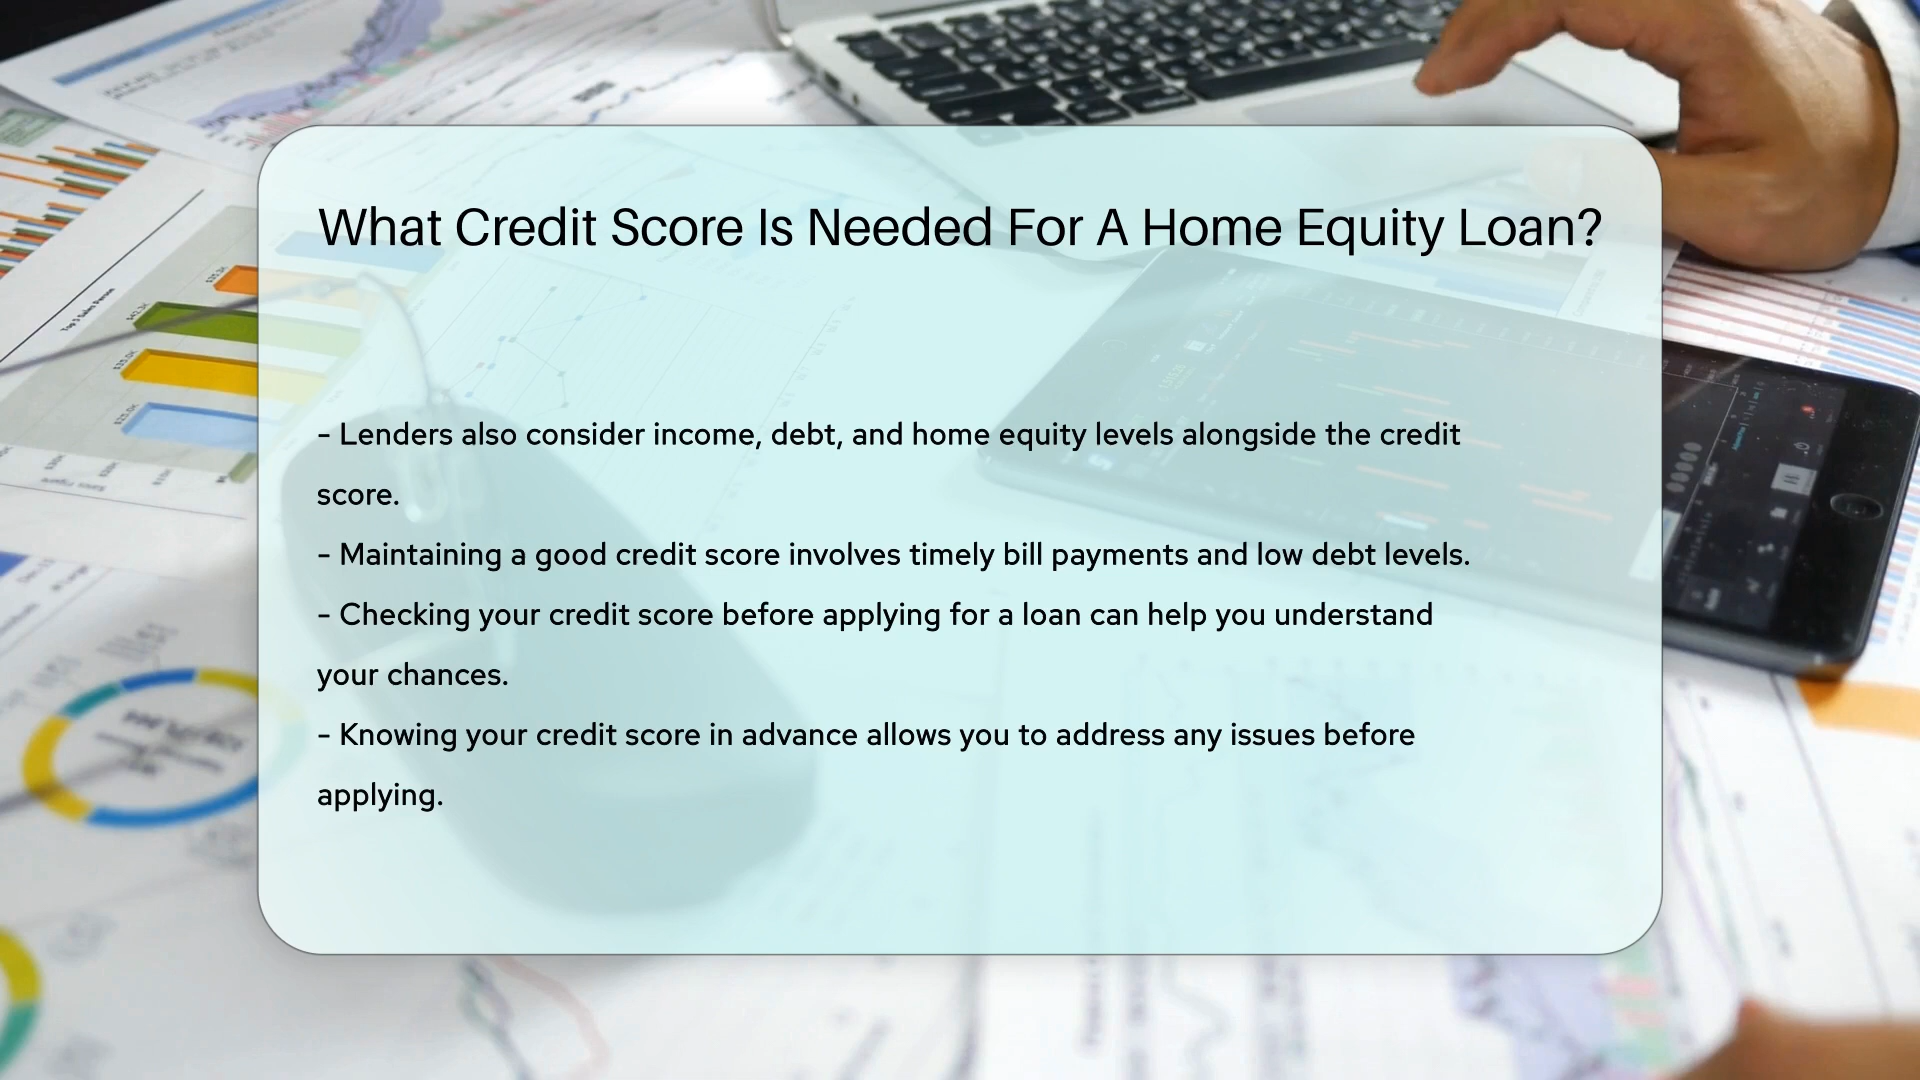 What Credit Score Is Needed For A Home Equity Loan?
- Lenders also consider income, debt, and home equity levels alongside the credit
score.
- Maintaining a good credit score involves timely bill payments and low debt levels.
- Checking your credit score before applying for a loan can help you understand
your chances.
- Knowing your credit score in advance allows you to address any issues before
applying.